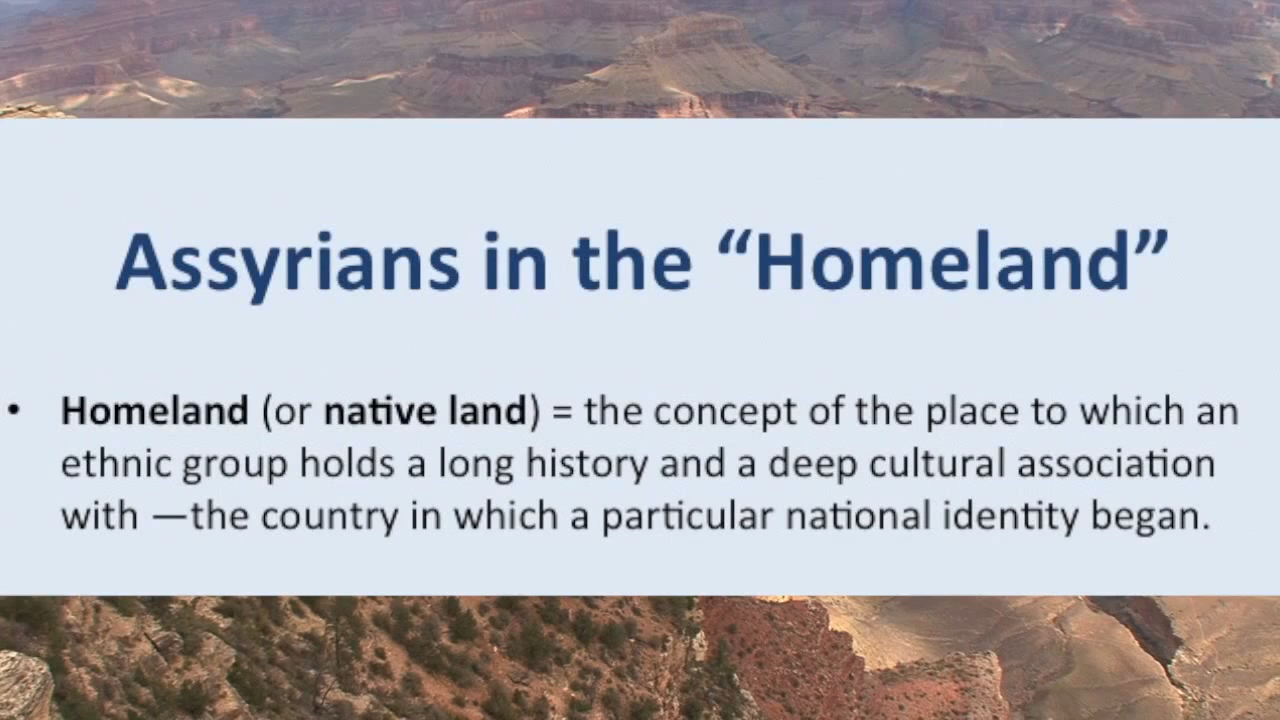 Assyrians in the “Homeland”
• Homeland (or native land) = the concept of the place to which an
ethnic group holds a long history and a deep cultural association
with —the country in which a particular national identity began.